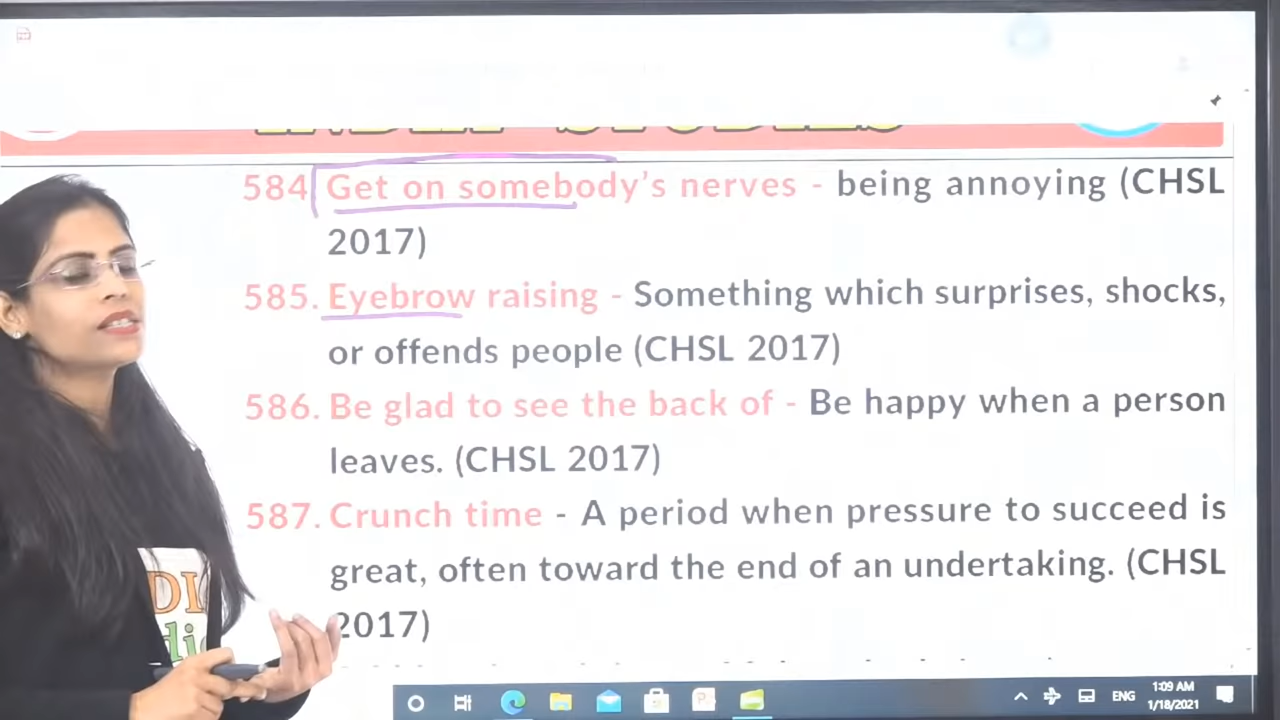 584. Get on somebody's nerves - being annoying (CHSL
2017)
585. Eyebrow raising - Something which surprises, shocks,
or offends people (CHSL 2017)
586. Be glad to see the back of - Be happy when a person
leaves. (CHSL 2017)
587. Crunch time - A period when pressure to succeed is
great, often toward the end of an undertaking. (CHSL
2017)
ENG
1:09 AM
1/18/2021